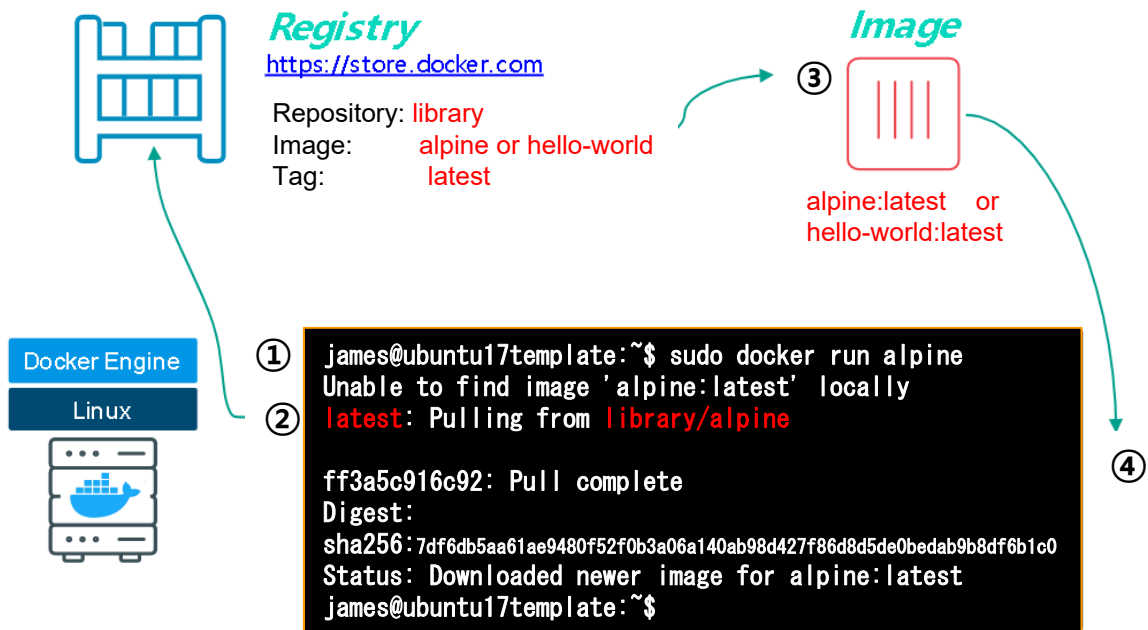 Registry
https://store.docker.com
Repository: library
Image: alpine or hello-world
Tag: latest
Image
③
alpine:latest or
hello-world:latest
Docker Engine
Linux
①
james@ubuntu17template:~$ sudo docker run alpine
Unable to find image 'alpine:latest' locally
②
latest: Pulling from library/alpine
ff3a5c916c92: Pull complete
Digest:
sha256:7df6db5aa61ae9480f52f0b3a06a140ab98d427f86d8d5de0bedab9b8df6b1c0
Status: Downloaded newer image for alpine:latest
james@ubuntu17template:~$
④